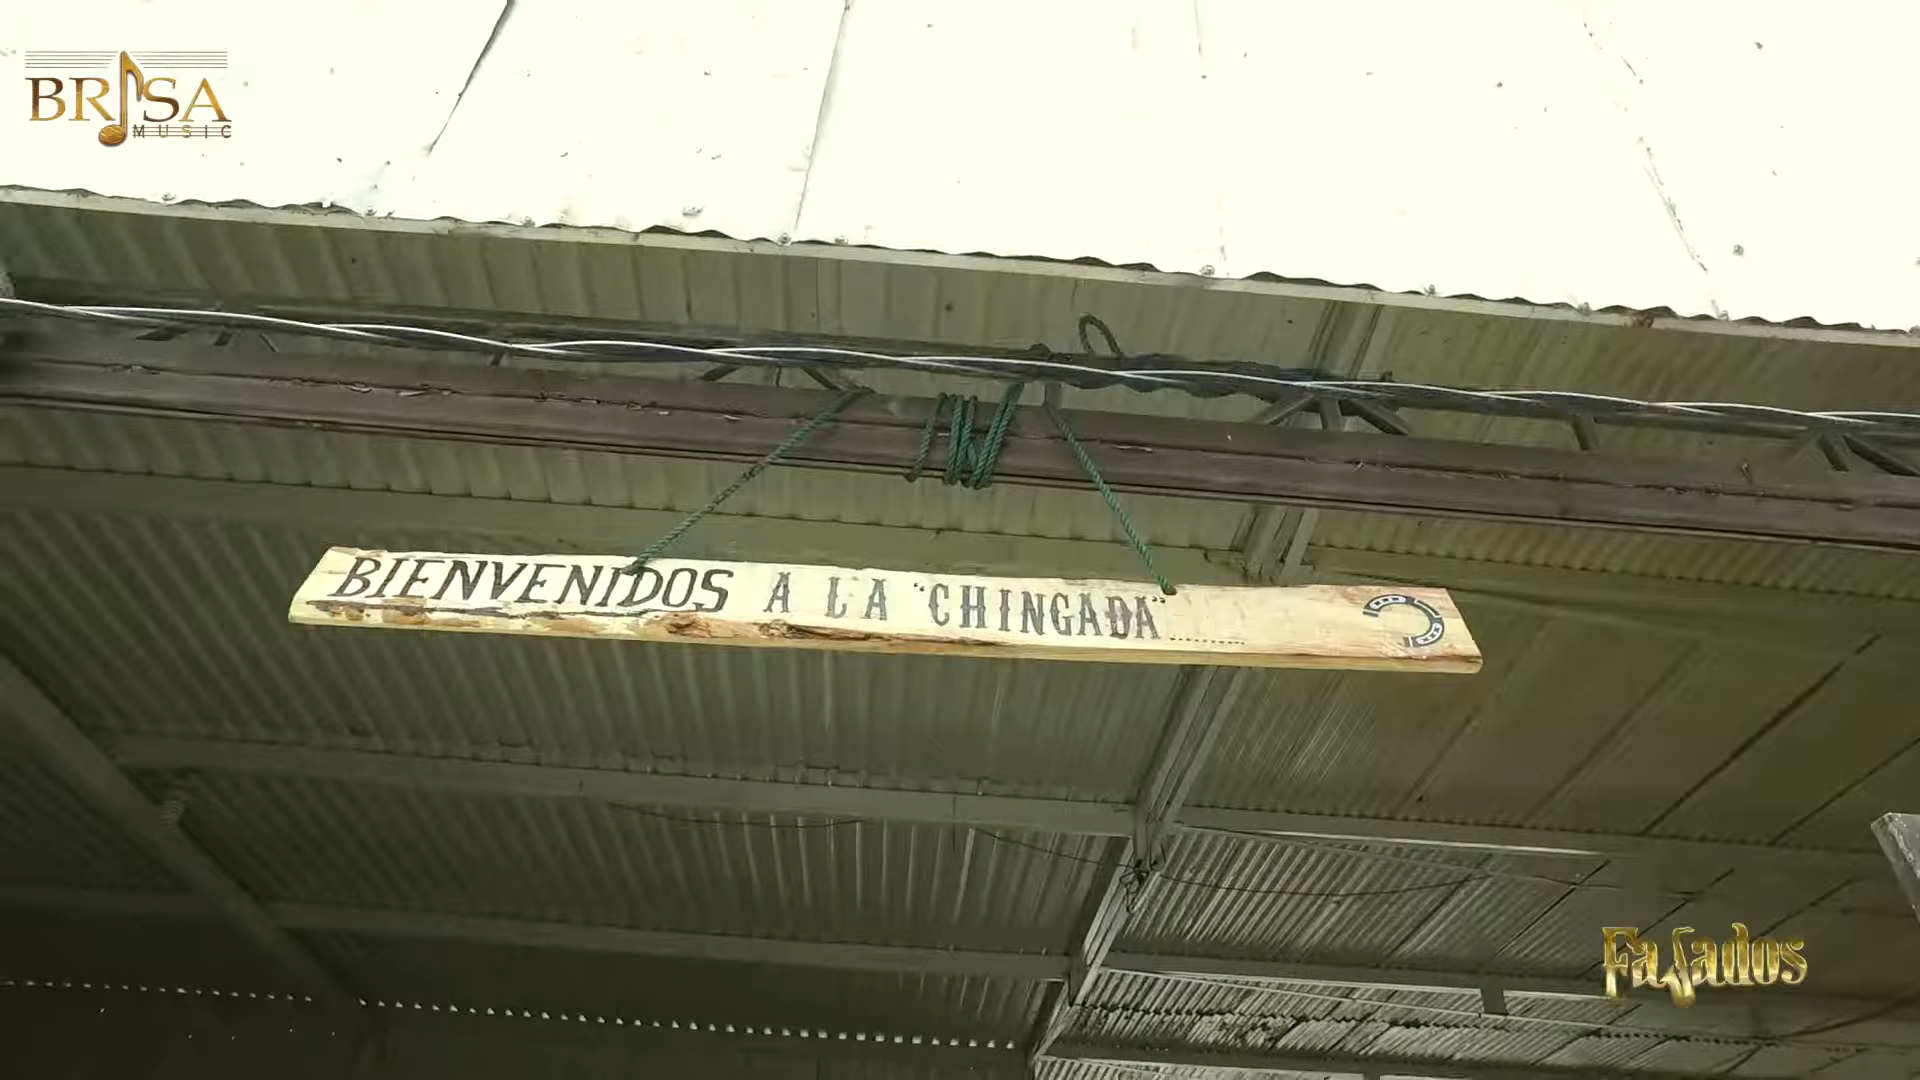 BRISA
MUSIC
BIENVENIDOS A LA "CHINGADA"........
Fajados